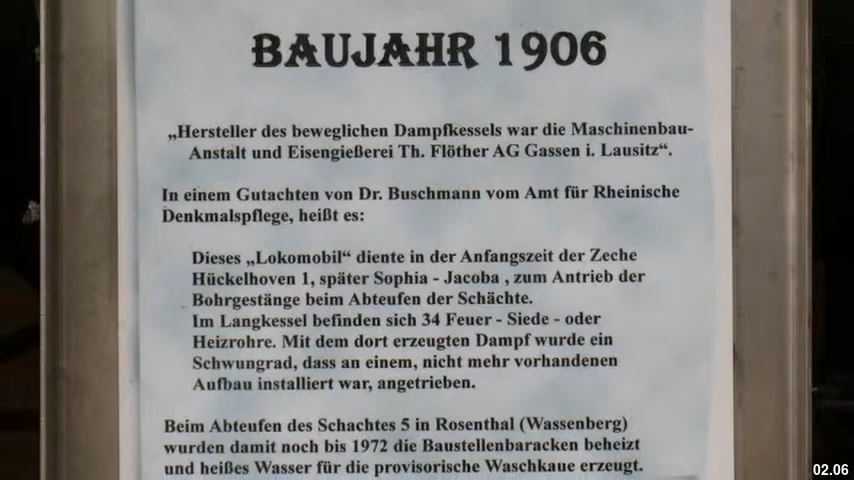 BAUJAHR 1906
„Hersteller des beweglichen Dampfkessels war die Maschinenbau-
Anstalt und Eisengießerei Th. Flöther AG Gassen i. Lausitz“.
In einem Gutachten von Dr. Buschmann vom Amt für Rheinische
Denkmalspflege, heißt es:
Dieses „Lokomobil“ diente in der Anfangszeit der Zeche
Hückelhoven 1, später Sophia - Jacoba , zum Antrieb der
Bohrgestänge beim Abteufen der Schächte.
Im Langkessel befinden sich 34 Feuer - Siede - oder
Heizrohre. Mit dem dort erzeugten Dampf wurde ein
Schwungrad, dass an einem, nicht mehr vorhandenen
Aufbau installiert war, angetrieben.
Beim Abteufen des Schachtes 5 in Rosenthal (Wassenberg)
wurden damit noch bis 1972 die Baustellenbaracken beheizt
und heißes Wasser für die provisorische Waschkaue erzeugt.
02.06